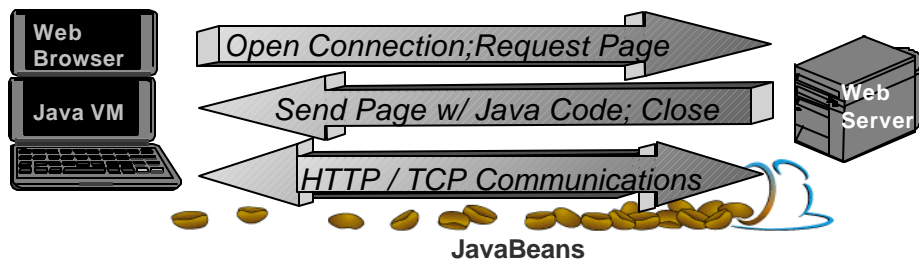 Web
Browser
Java VM
Open Connection;Request Page
Send Page w/ Java Code; Close
HTTP / TCP Communications
Web
Server
JavaBeans